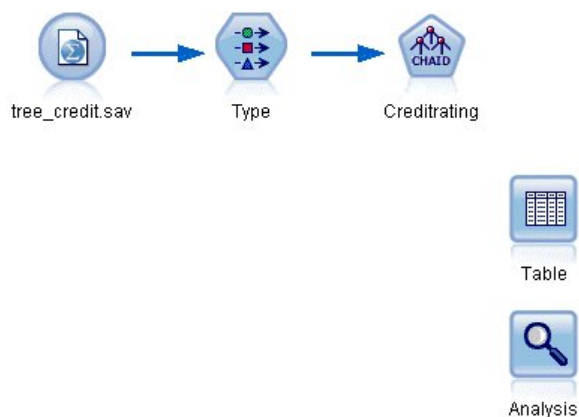 CHAID
tree_credit.sav
Type
Creditrating
Table
Analysis